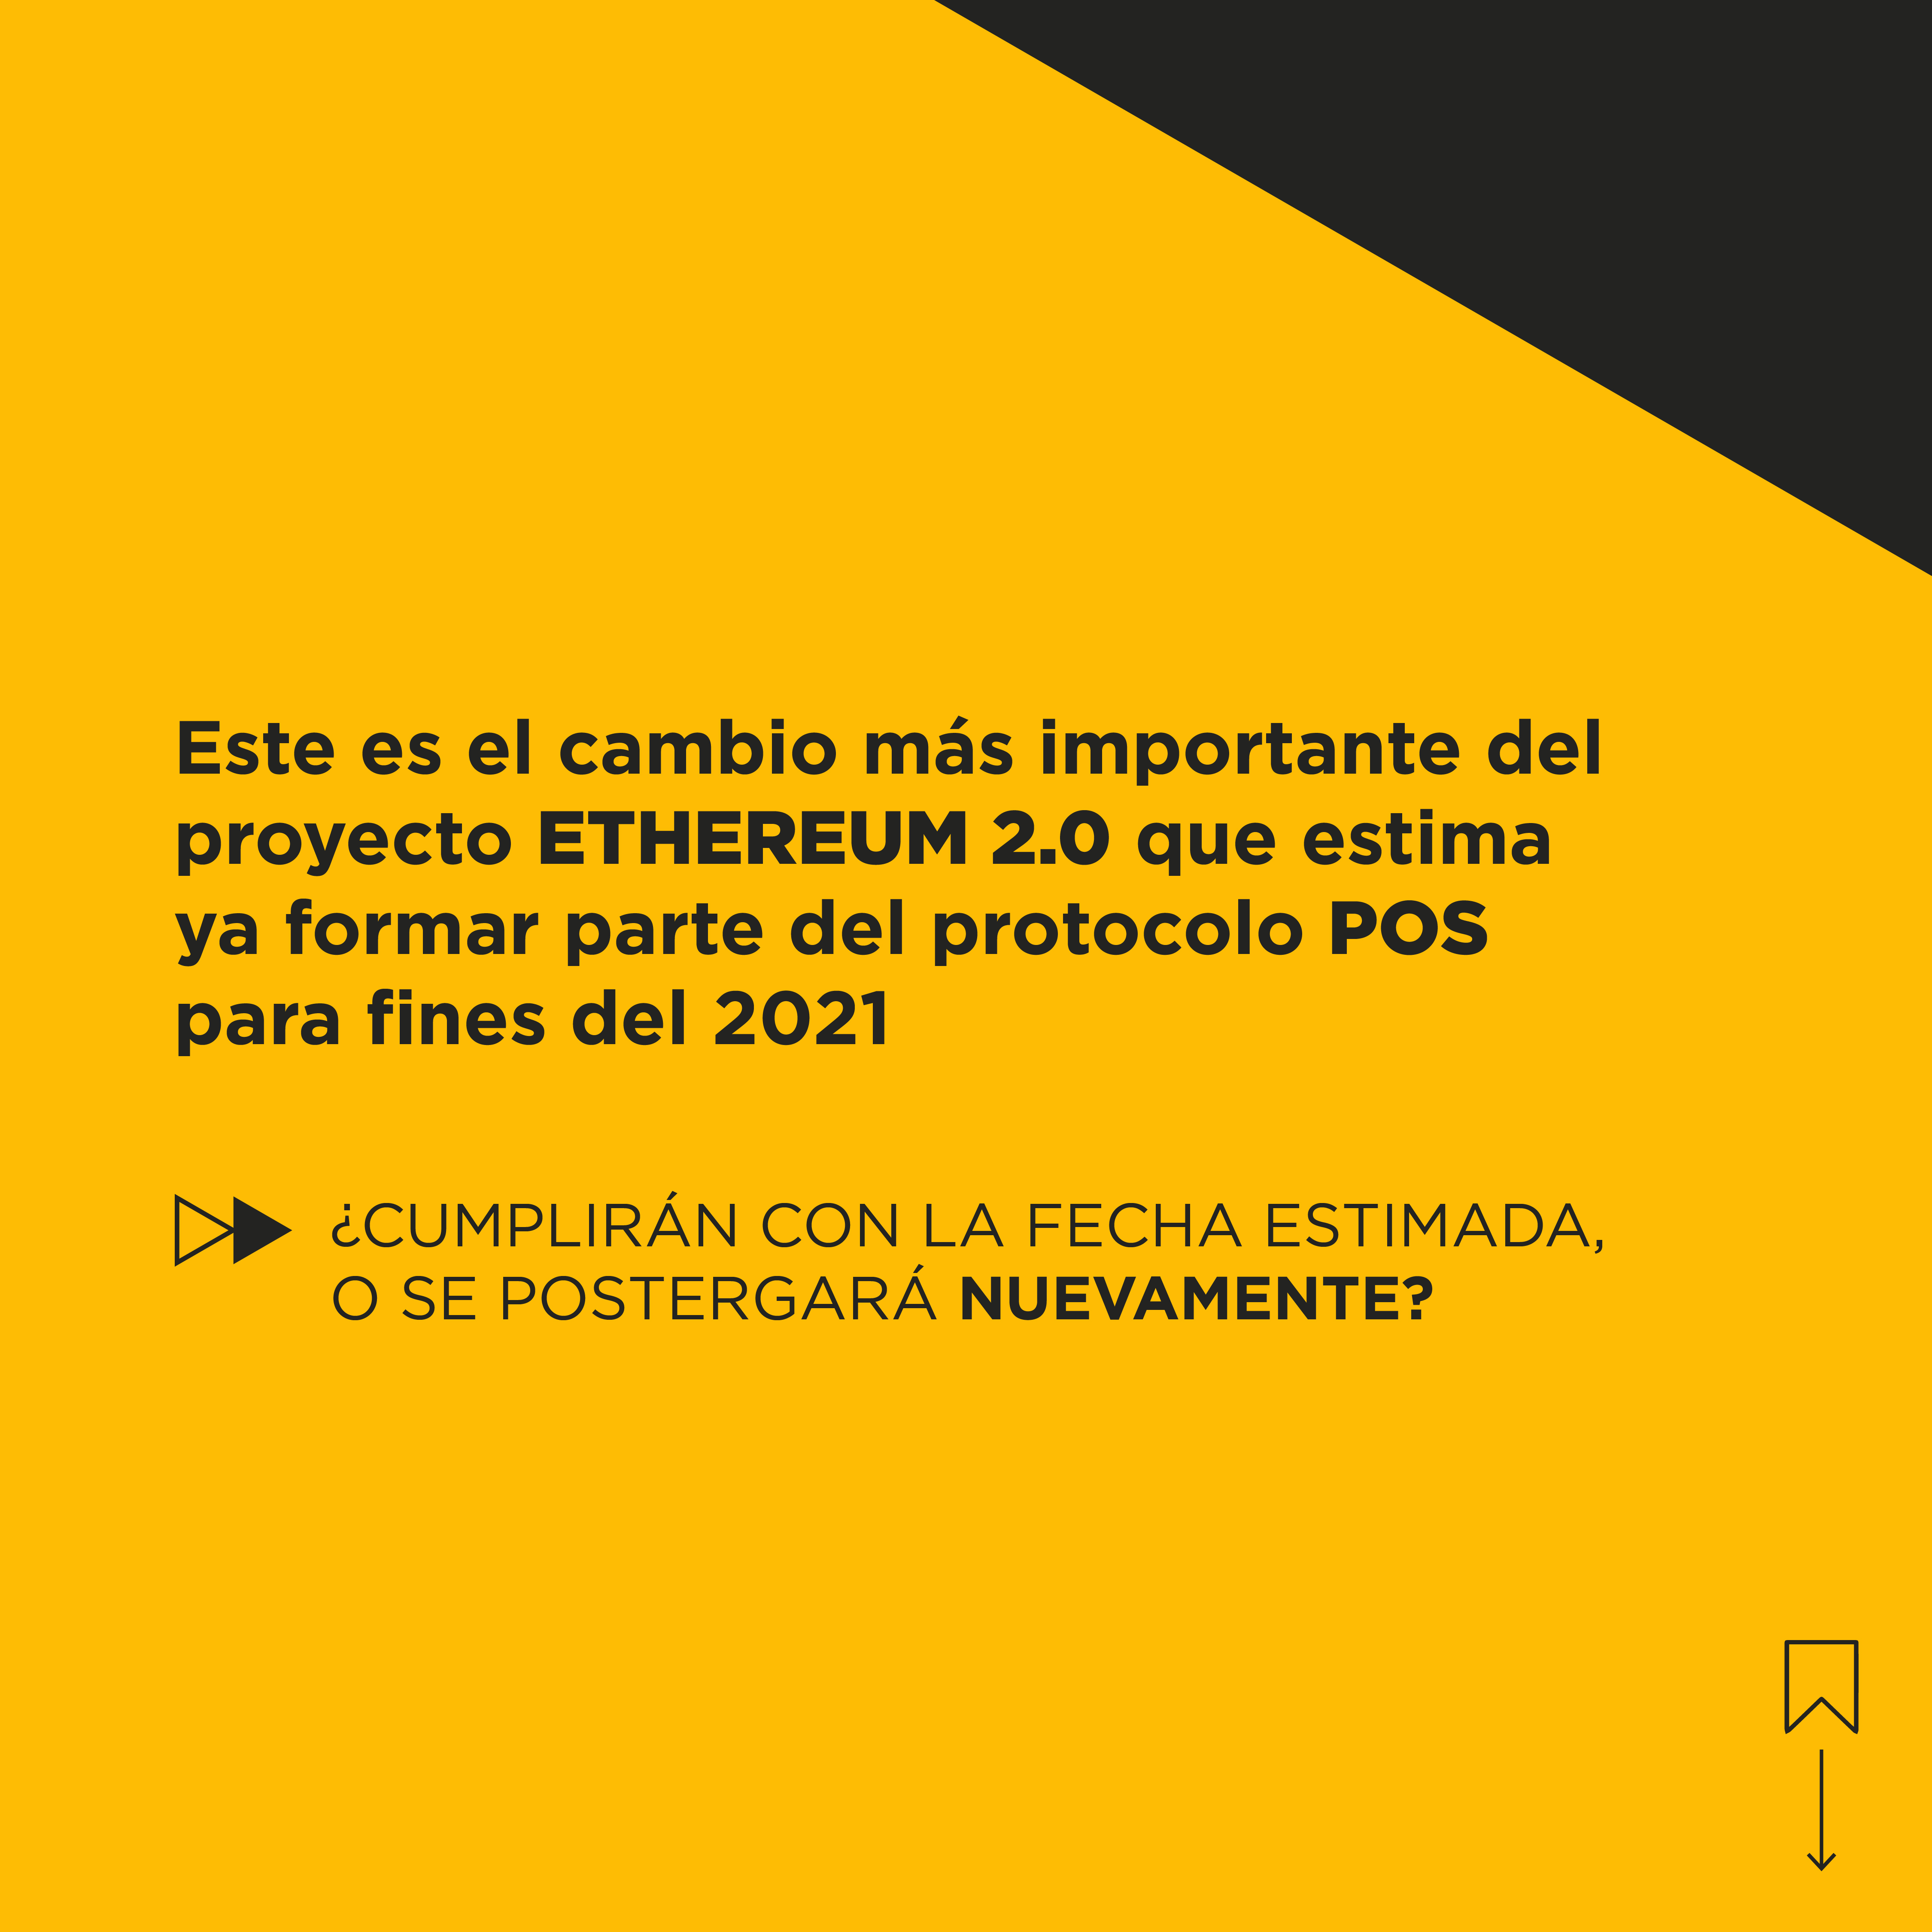 Este es el cambio más importante del
proyecto ETHEREUM 2.0 que estima
ya formar parte del protocolo POS
para fines del 2021
¿CUMPLIRÁN CON LA FECHA ESTIMADA,
O SE POSTERGARÁ NUEVAMENTE?